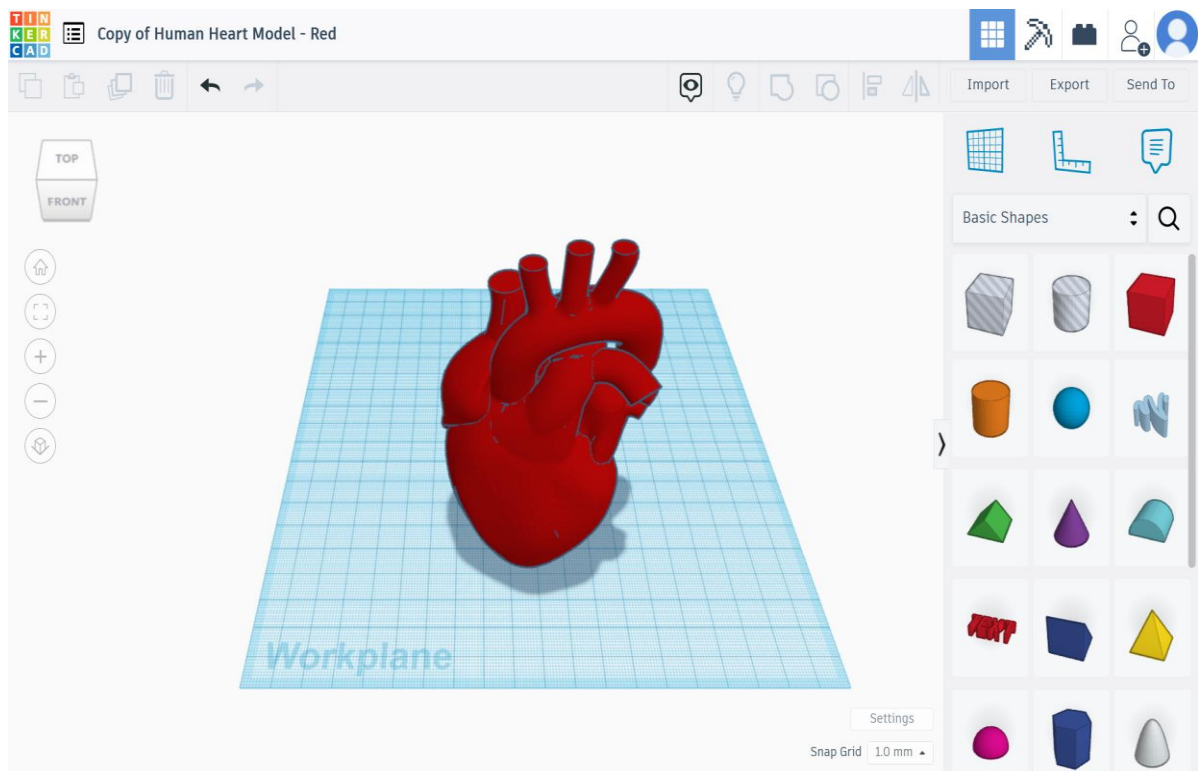 TIN
KER
CAD
Copy of Human Heart Model - Red
Import
Export
Send To
TOP
FRONT
Basic Shapes
TEXT
Workplane
Settings
Snap Grid 1.0 mm